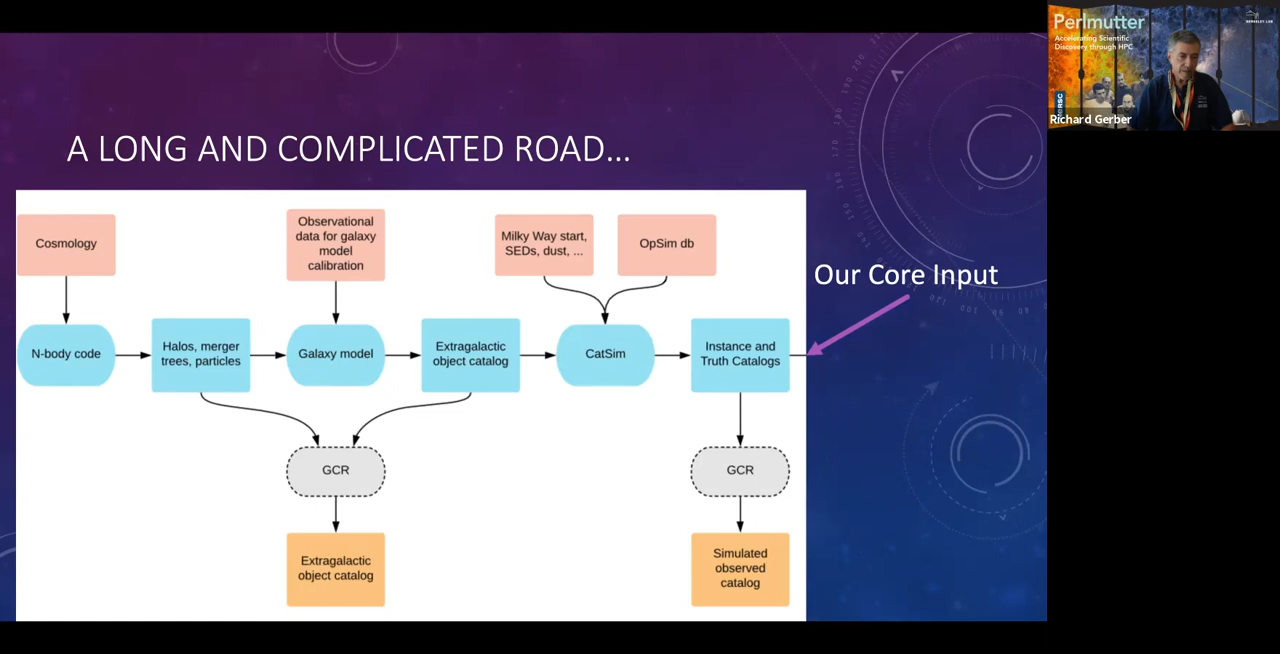 A LONG AND COMPLICATED ROAD...
Cosmology
Observational
data for galaxy
model
calibration
Milky Way start,
SEDs, dust, ...
OpSim db
Our Core Input
N-body code
Halos, merger
trees, particles
Galaxy model
Extragalactic
object catalog
CatSim
Instance and
Truth Catalogs
GCR
GCR
Extragalactic
object catalog
Simulated
observed
catalog
Perlmutter
Accelerating Scientific
Discovery through HPC
BERKELEY LAB
Richard Gerber